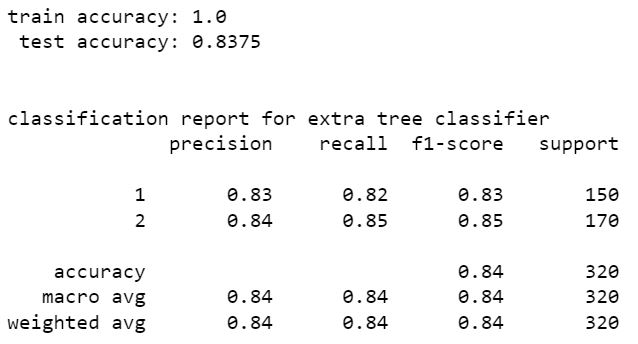 train accuracy: 1.0
test accuracy: 0.8375
classification report for extra tree classifier
precision recall f1-score support
1 0.83 0.82 0.83 150
2 0.84 0.85 0.85 170
accuracy 0.84 320
macro avg 0.84 0.84 0.84 320
weighted avg 0.84 0.84 0.84 320